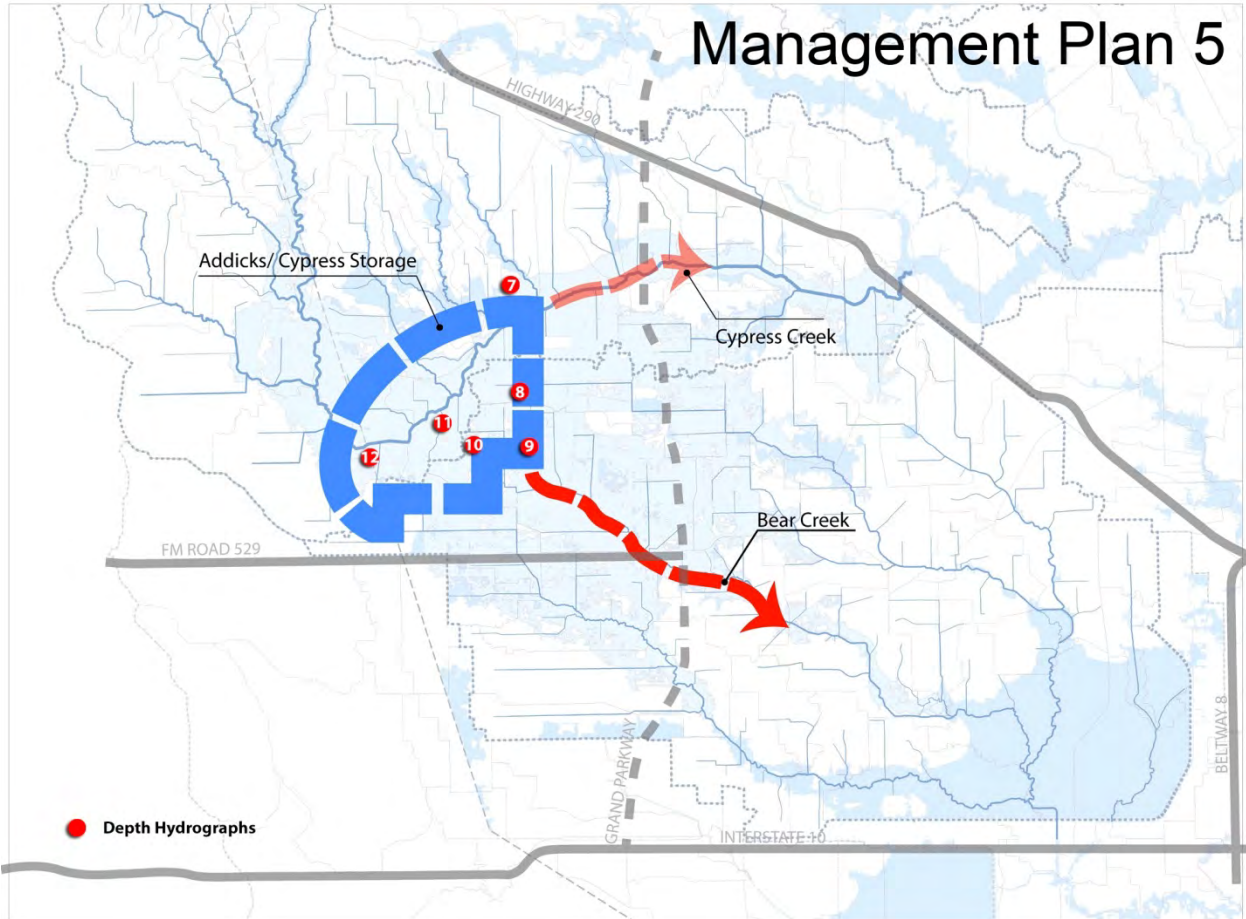 Management Plan 5
HIGHWAY 290
Addicks/ Cypress Storage
7
Cypress Creek
8
11
10
9
12
Bear Creek
FM ROAD 529
GRAND PARKWAY
BELTWAY 8
Depth Hydrographs
INTERSTATE 10